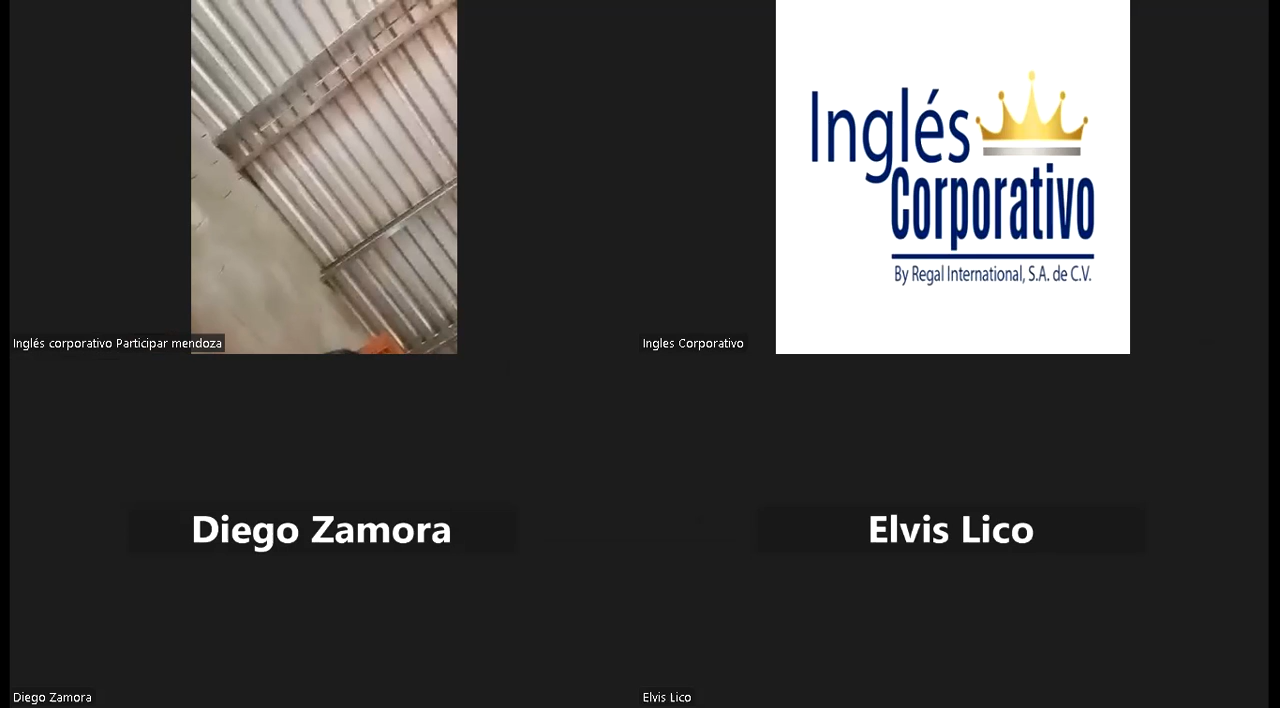 Inglés
Corporativo
By Regal International, S.A. de C.V.
Inglés corporativo Participar mendoza
Ingles Corporativo
Diego Zamora
Elvis Lico
Diego Zamora
Elvis Lico